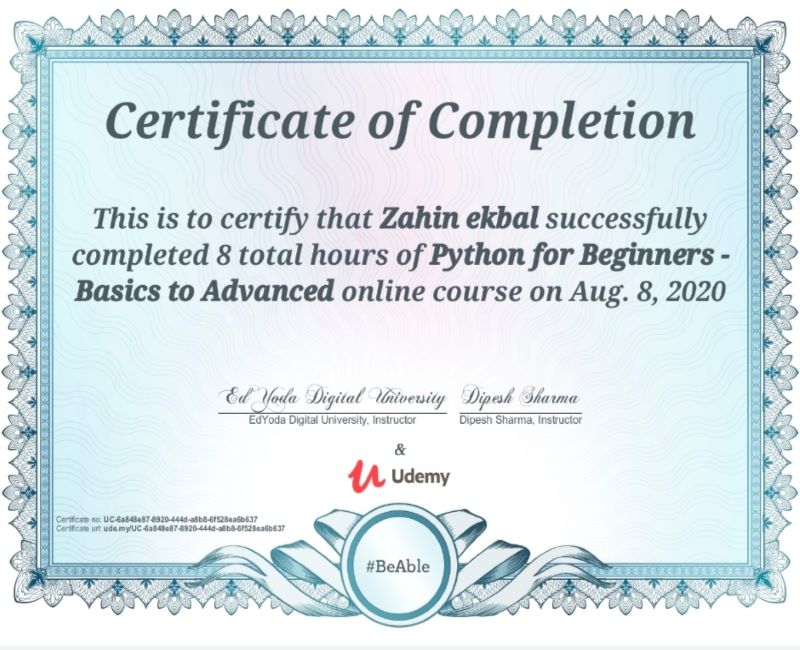 Certificate of Completion
This is to certify that Zahin ekbal successfully
completed 8 total hours of Python for Beginners -
Basics to Advanced online course on Aug. 8, 2020
Ed Yoda Digital University Dipesh Sharma
EdYoda Digital University, Instructor Dipesh Sharma, Instructor
&
Udemy
Certificate no: UC-6a848e87-8920-444d-a8b8-6f528ea6b637
Certificate url: ude.my/UC-6a848e87-8920-444d-a8b8-6f528ea6b637
#BeAble